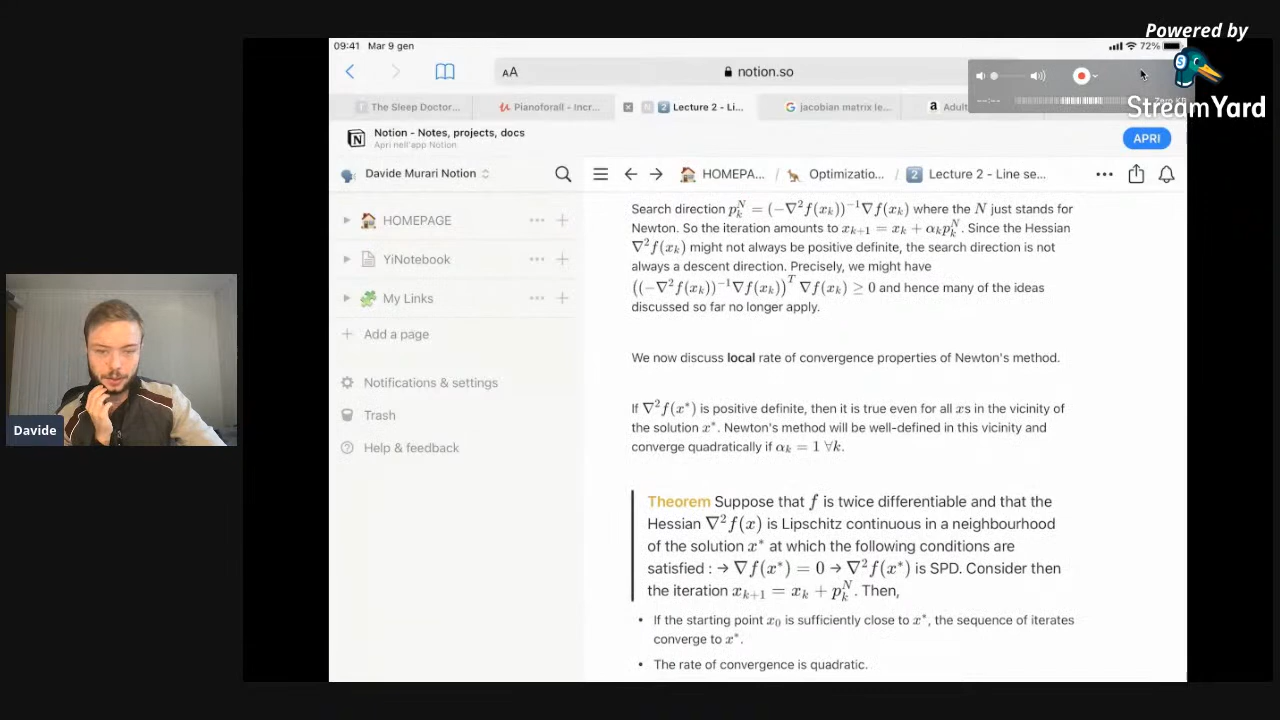 Powered by
StreamYard
09:41 Mar 9 gen
72%
AA
notion.so
The Sleep Doctor...
Pianoforall - Incr...
2 Lecture 2 - Li...
jacobian matrix le...
Adult
Notion - Notes, projects, docs
Apri nell'app Notion
APRI
Davide Murari Notion
HOMEPA... / Optimizatio... / 2 Lecture 2 - Line se...
HOMEPAGE
YiNotebook
My Links
Add a page
Notifications & settings
Trash
Help & feedback
Search direction $p_k^N = (-\nabla^2 f(x_k))^{-1} \nabla f(x_k)$ where the $N$ just stands for
Newton. So the iteration amounts to $x_{k+1} = x_k + \alpha_k p_k^N$. Since the Hessian
$\nabla^2 f(x_k)$ might not always be positive definite, the search direction is not
always a descent direction. Precisely, we might have
$((-\nabla^2 f(x_k))^{-1} \nabla f(x_k))^T \nabla f(x_k) \geq 0$ and hence many of the ideas
discussed so far no longer apply.
We now discuss local rate of convergence properties of Newton's method.
If $\nabla^2 f(x^*)$ is positive definite, then it is true even for all $x$s in the vicinity of
the solution $x^*$. Newton's method will be well-defined in this vicinity and
converge quadratically if $\alpha_k = 1 \ \forall k$.
Theorem Suppose that $f$ is twice differentiable and that the
Hessian $\nabla^2 f(x)$ is Lipschitz continuous in a neighbourhood
of the solution $x^*$ at which the following conditions are
satisfied : → $\nabla f(x^*) = 0$ → $\nabla^2 f(x^*)$ is SPD. Consider then
the iteration $x_{k+1} = x_k + p_k^N$. Then,
• If the starting point $x_0$ is sufficiently close to $x^*$, the sequence of iterates
converge to $x^*$.
• The rate of convergence is quadratic.
Davide